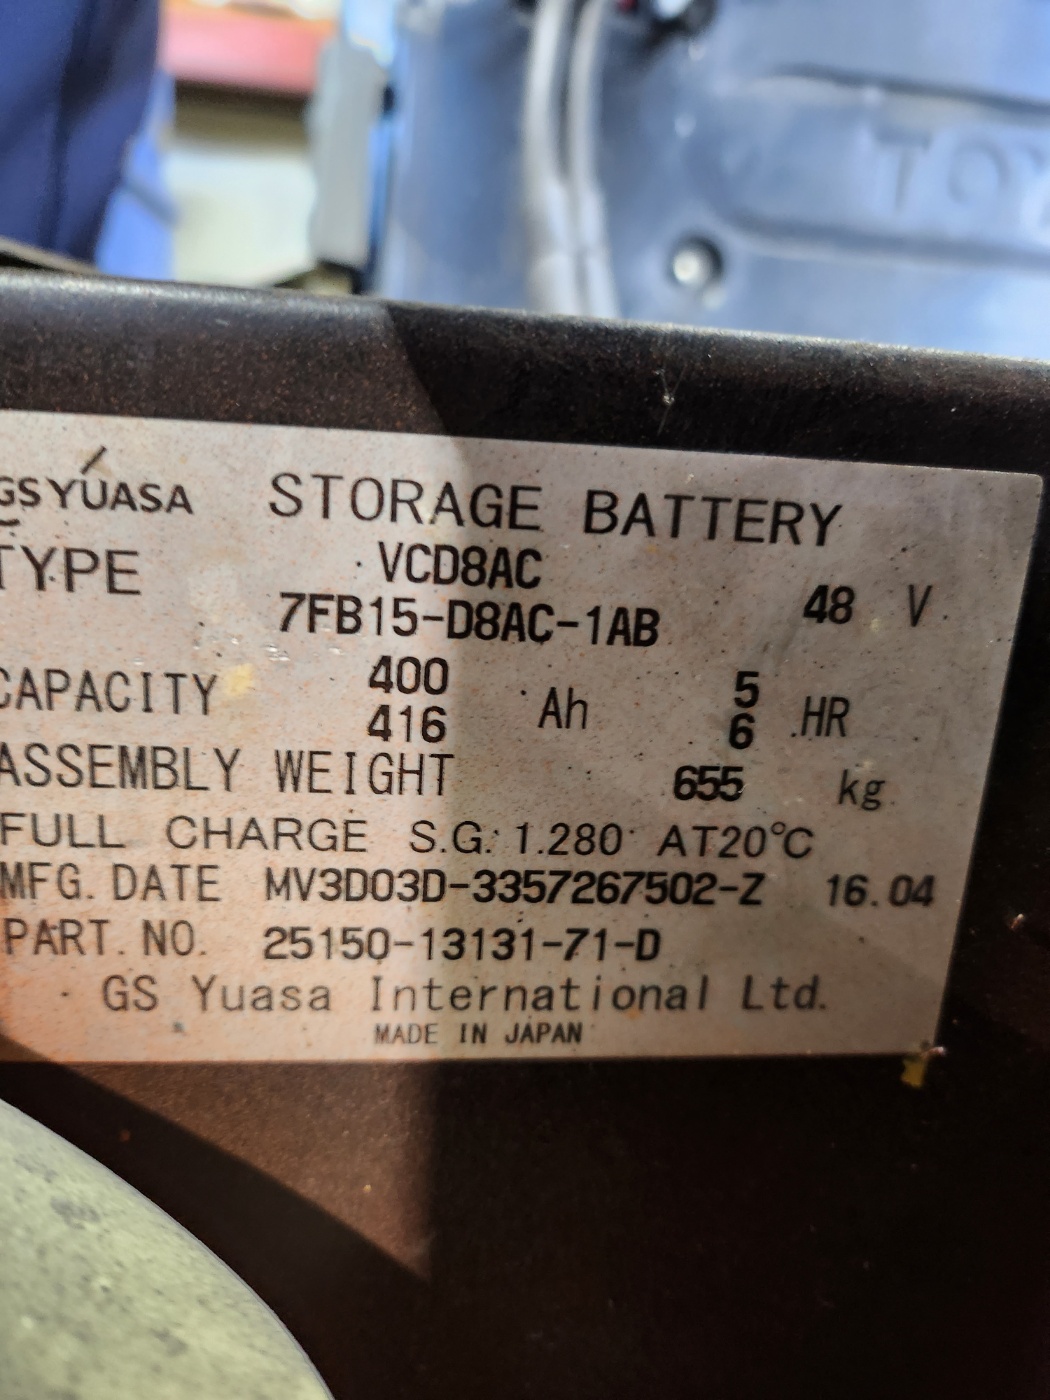 TO
GS YUASA STORAGE BATTERY
TYPE VCD8AC
7FB15-D8AC-1AB 48 V
CAPACITY 400 Ah 5 HR
416 6
ASSEMBLY WEIGHT 655 kg
FULL CHARGE S.G. 1.280 AT20°C
MFG. DATE MV3D03D-3357267502-Z 16.04
PART. NO. 25150-13131-71-D
GS Yuasa International Ltd.
MADE IN JAPAN